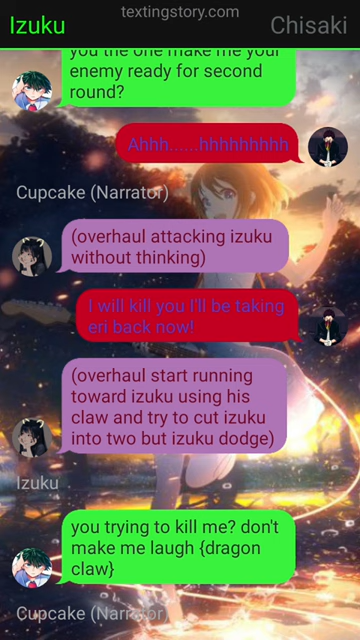 textingstory.com
Izuku
Chisaki
you the one make me your
enemy ready for second
round?
Ahhh......hhhhhhhhh
Cupcake (Narrator)
(overhaul attacking izuku
without thinking)
I will kill you I'll be taking
eri back now!
(overhaul start running
toward izuku using his
claw and try to cut izuku
into two but izuku dodge)
Izuku
you trying to kill me? don't
make me laugh {dragon
claw}
Cupcake (Narrator)